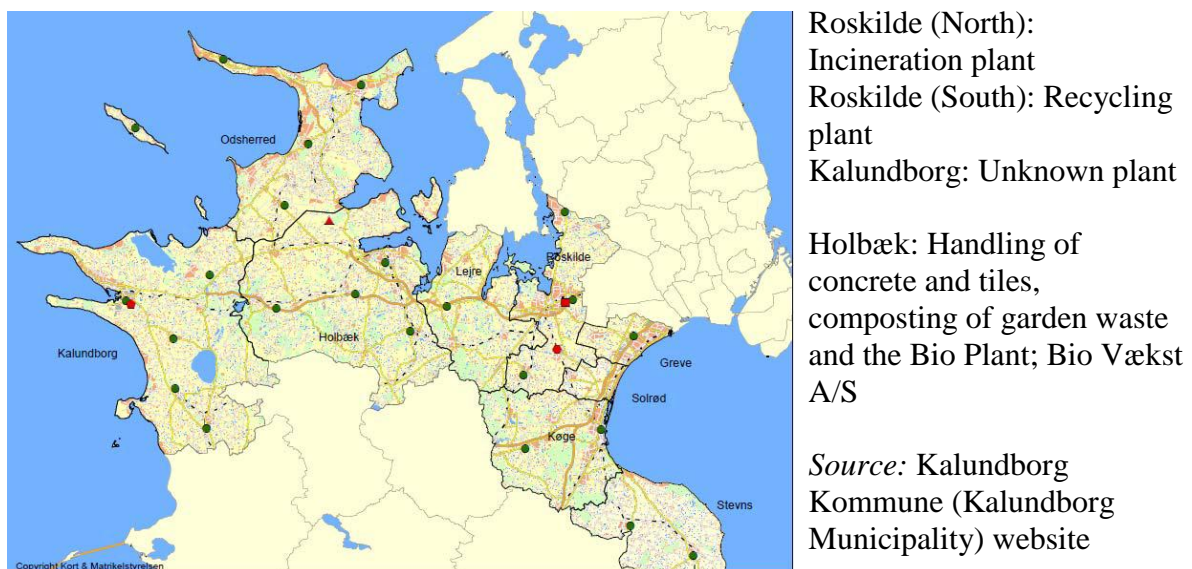 Roskilde (North):
Incineration plant
Roskilde (South): Recycling
plant
Kalundborg: Unknown plant
Holbæk: Handling of
concrete and tiles,
composting of garden waste
and the Bio Plant; Bio Vækst
A/S
Source: Kalundborg
Kommune (Kalundborg
Municipality) website
Odsherred
Roskilde
Lejre
Holbæk
Kalundborg
Greve
Solrød
Køge
Stevns
Copyright Kort & Matrikelstyrelsen